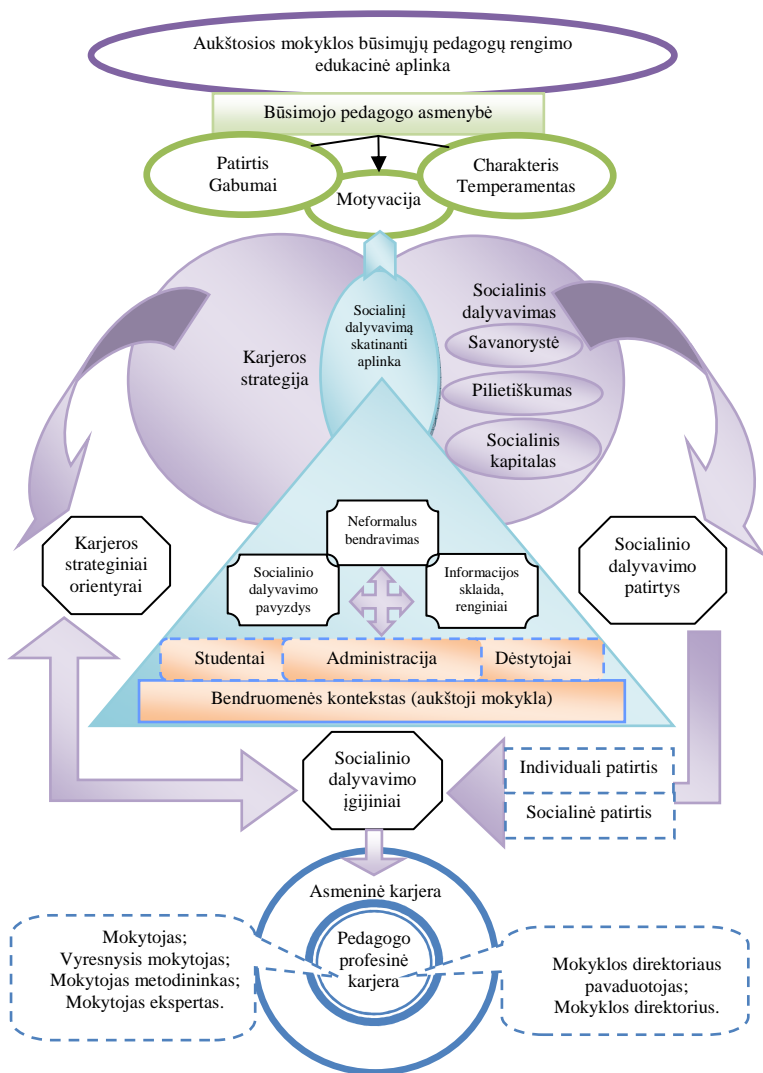 Aukštosios mokyklos būsimųjų pedagogų rengimo
edukacinė aplinka
Būsimojo pedagogo asmenybė
Patirtis
Gabumai
Motyvacija
Charakteris
Temperamentas
Karjeros
strategija
Socialinį
dalyvavimą
skatinanti
aplinka
Socialinis
dalyvavimas
Savanorystė
Pilietiškumas
Socialinis
kapitalas
Karjeros
strateginiai
orientyrai
Neformalus
bendravimas
Socialinio
dalyvavimo
pavyzdys
Informacijos
sklaida,
renginiai
Socialinio
dalyvavimo
patirtys
Studentai
Administracija
Dėstytojai
Bendruomenės kontekstas (aukštoji mokykla)
Socialinio
dalyvavimo
įgijiniai
Individuali patirtis
Socialinė patirtis
Asmeninė karjera
Pedagogo
profesinė
karjera
Mokytojas;
Vyresnysis mokytojas;
Mokytojas metodininkas;
Mokytojas ekspertas.
Mokyklos direktoriaus
pavaduotojas;
Mokyklos direktorius.